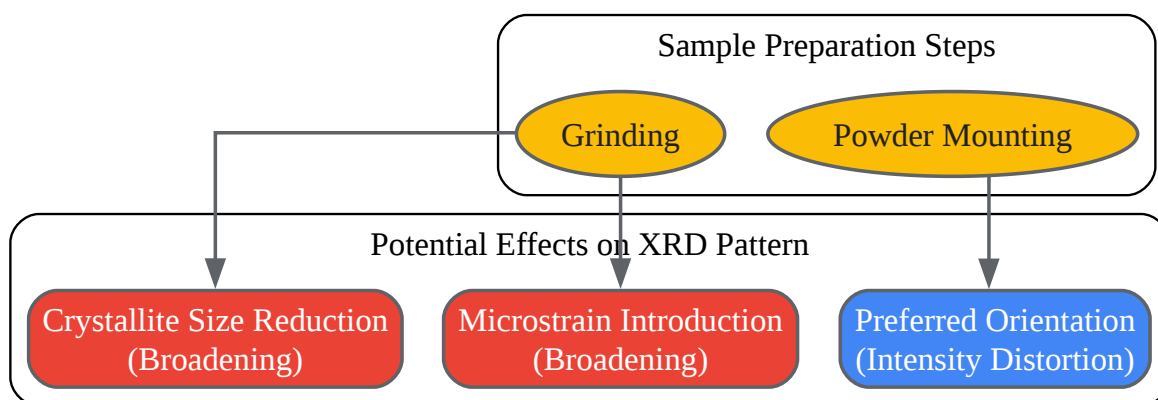 Sample Preparation Steps
Grinding
Powder Mounting
Potential Effects on XRD Pattern
Crystallite Size Reduction
(Broadening)
Microstrain Introduction
(Broadening)
Preferred Orientation
(Intensity Distortion)